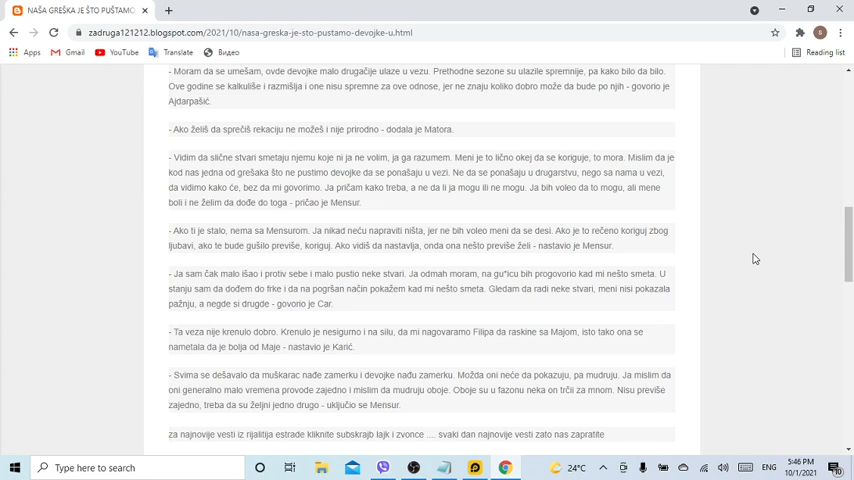 NAŠA GREŠKA JE ŠTO PUŠTAMO
zadruga121212.blogspot.com/2021/10/nasa-greska-je-sto-pustamo-devojke-u.html
Apps Gmail YouTube Translate Видео Reading list
- Moram da se umešam, ovde devojke malo drugačije ulaze u vezu. Prethodne sezone su ulazile spremnije, pa kako bilo da bilo.
Ove godine se kalkuliše i razmišlja i one nisu spremne za ove odnose, jer ne znaju koliko dobro može da bude po njih - govorio je
Ajdarpašić.
- Ako želiš da sprečiš rekaciju ne možeš i nije prirodno - dodala je Matora.
- Vidim da slične stvari smetaju njemu koje ni ja ne volim, ja ga razumem. Meni je to lično okej da se koriguje, to mora. Mislim da je
kod nas jedna od grešaka što ne pustimo devojke da se ponašaju u vezi. Ne da se ponašaju u drugarstvu, nego sa nama u vezi,
da vidimo kako će, bez da mi govorimo. Ja pričam kako treba, a ne da li ja mogu ili ne mogu. Ja bih voleo da to mogu, ali mene
boli i ne želim da dođe do toga - pričao je Mensur.
- Ako ti je stalo, nema sa Mensurom. Ja nikad neću napraviti ništa, jer ne bih voleo meni da se desi. Ako je to rečeno koriguj zbog
ljubavi, ako te bude gušilo previše, koriguj. Ako vidiš da nastavlja, onda ona nešto previše želi - nastavio je Mensur.
- Ja sam čak malo išao i protiv sebe i malo pustio neke stvari. Ja odmah moram, na gu*icu bih progovorio kad mi nešto smeta. U
stanju sam da dođem do frke i da na pogršan način pokažem kad mi nešto smeta. Gledam da radi neke stvari, meni nisi pokazala
pažnju, a negde si drugde - govorio je Car.
- Ta veza nije krenulo dobro. Krenulo je nesigurno i na silu, da mi nagovaramo Filipa da raskine sa Majom, isto tako ona se
nametala da je bolja od Maje - nastavio je Karić.
- Svima se dešavalo da muškarac nađe zamerku i devojke nađu zamerku. Možda oni neće da pokazuju, pa mudruju. Ja mislim da
oni generalno malo vremena provode zajedno i mislim da mudruju oboje. Oboje su u fazonu neka on trči za mnom. Nisu previše
zajedno, treba da su željni jedno drugo - uključio se Mensur.
za najnovije vesti iz rijalitija estrade kliknite subskrajb lajk i zvonce .... svaki dan najnovije vesti zato nas zapratite
Type here to search
24°C
ENG
5:46 PM
10/1/2021
10